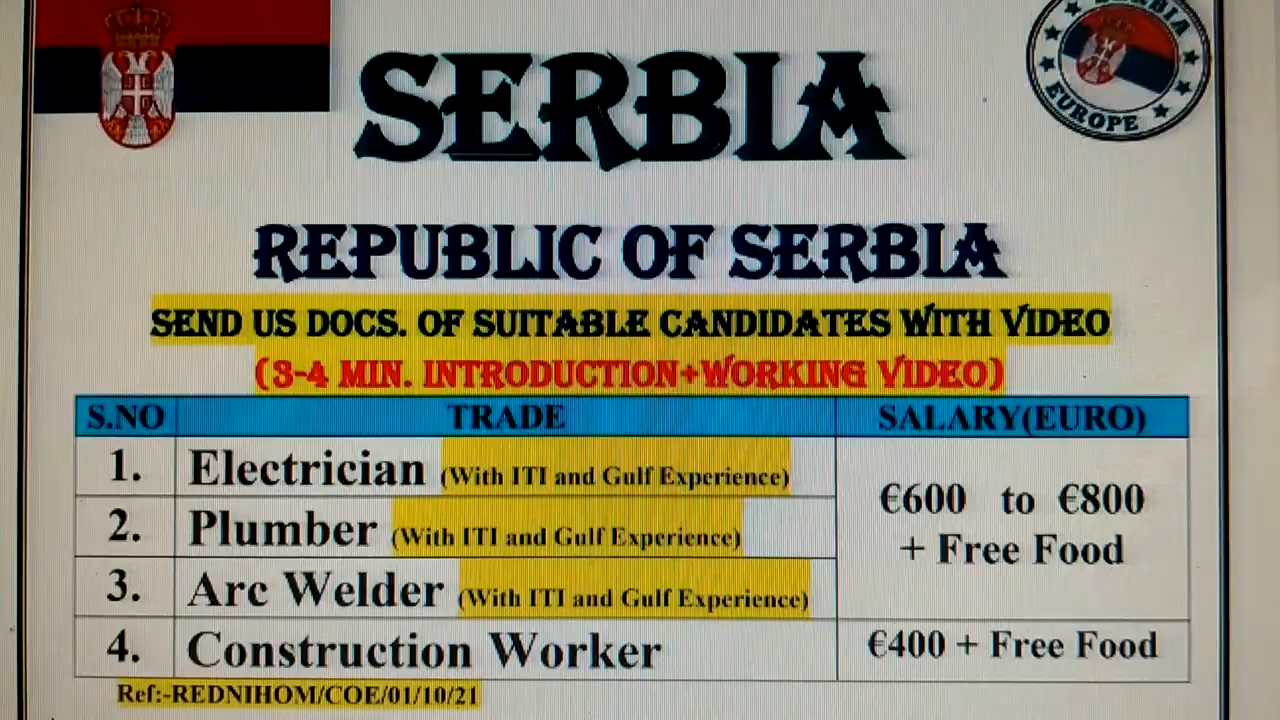 SERBIA
SERBIA
EUROPE
REPUBLIC OF SERBIA
SEND US DOCS. OF SUITABLE CANDIDATES WITH VIDEO
(3-4 MIN. INTRODUCTION+WORKING VIDEO)
S.NO TRADE SALARY(EURO)
1. Electrician (With ITI and Gulf Experience)
2. Plumber (With ITI and Gulf Experience)
3. Arc Welder (With ITI and Gulf Experience)
€600 to €800
+ Free Food
4. Construction Worker €400 + Free Food
Ref:-REDNIHOM/COE/01/10/21